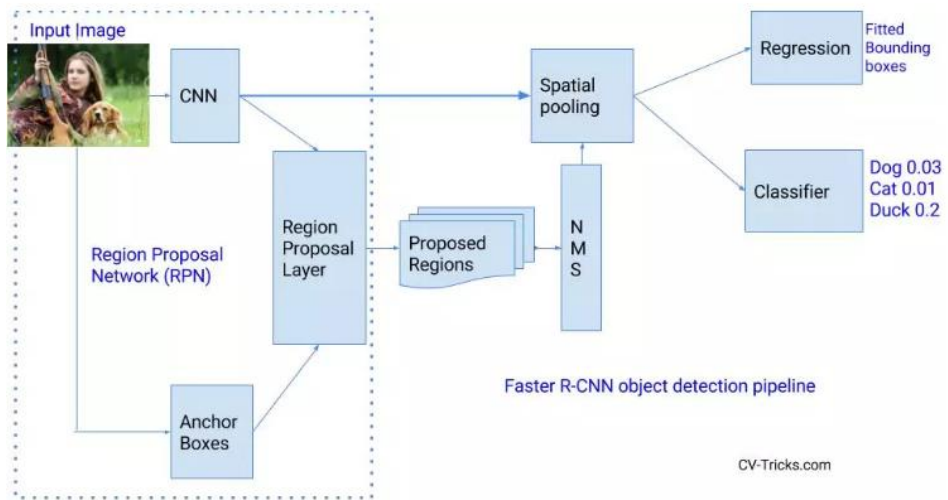 Input Image
CNN
Region Proposal
Network (RPN)
Region
Proposal
Layer
Anchor
Boxes
Proposed
Regions
N
M
S
Spatial
pooling
Regression
Fitted
Bounding
boxes
Classifier
Dog 0.03
Cat 0.01
Duck 0.2
Faster R-CNN object detection pipeline
CV-Tricks.com